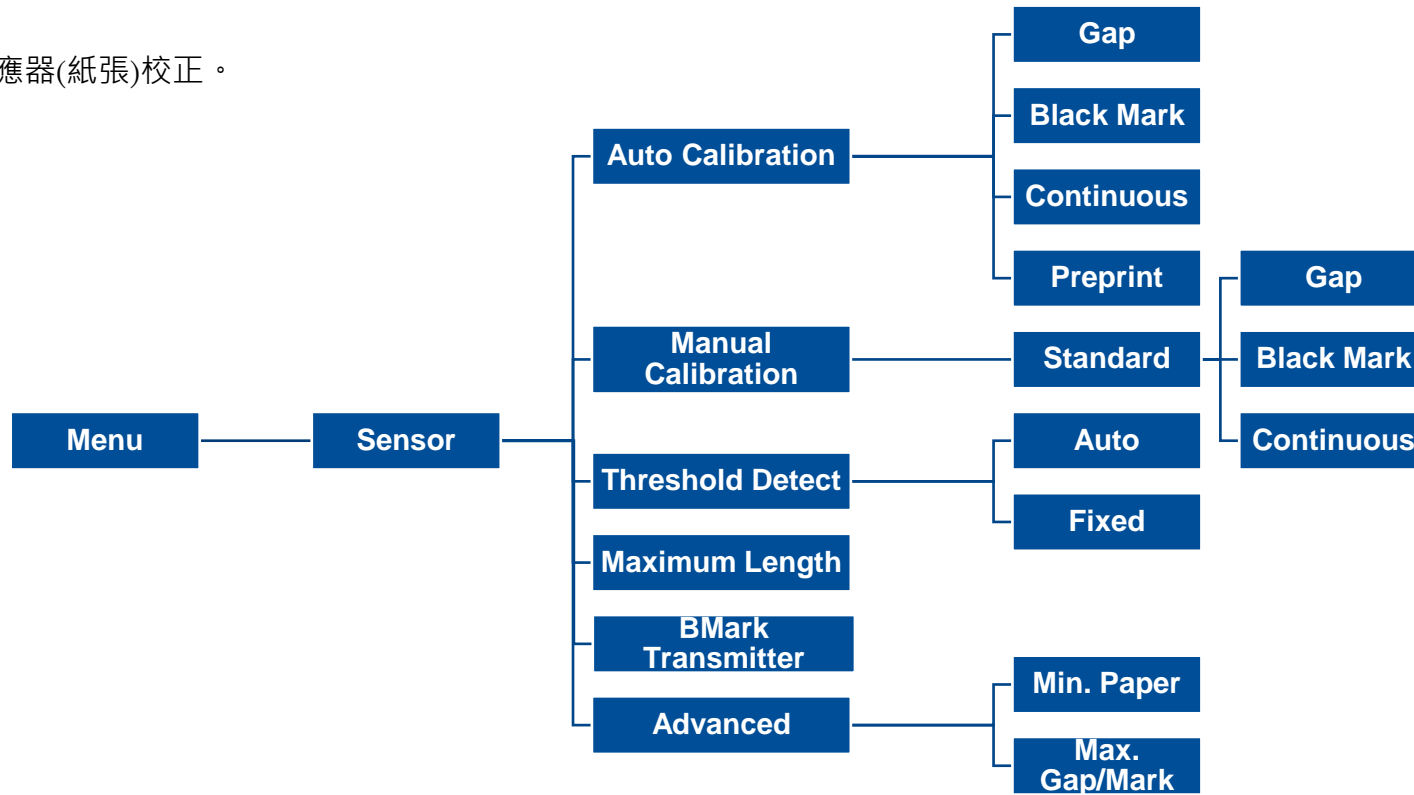 應器(紙張)校正。
Gap
Black Mark
Auto Calibration
Continuous
Preprint
Gap
Manual
Calibration
Standard
Black Mark
Menu
Sensor
Auto
Continuous
Threshold Detect
Fixed
Maximum Length
BMark
Transmitter
Min. Paper
Advanced
Max.
Gap/Mark